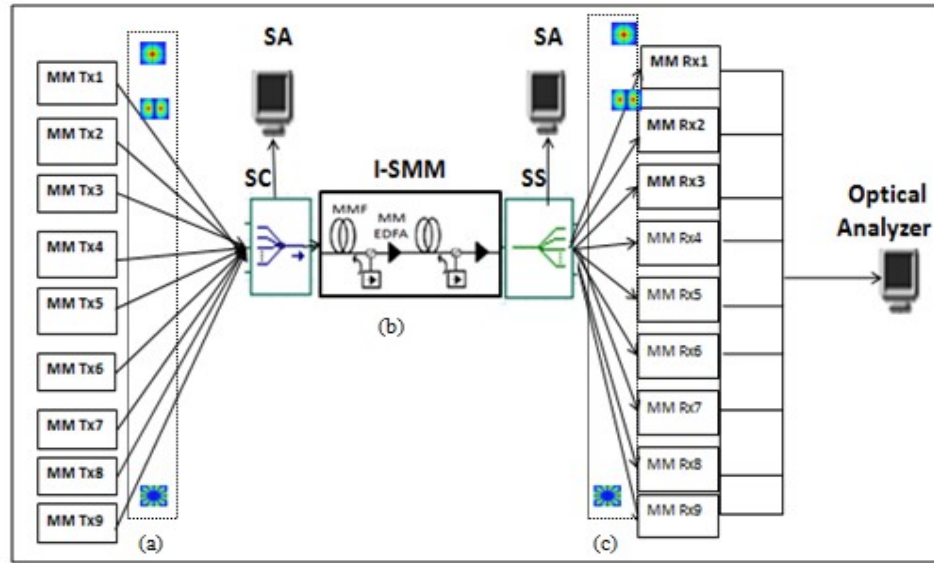 SA
SA
MM Tx1
MM Tx2
MM Tx3
MM Tx4
MM Tx5
MM Tx6
MM Tx7
MM Tx8
MM Tx9
(a)
SC
I-SMM
MMF
MM
EDFA
(b)
SS
MM Rx1
MM Rx2
MM Rx3
MM Rx4
MM Rx5
MM Rx6
MM Rx7
MM Rx8
MM Rx9
(c)
Optical
Analyzer